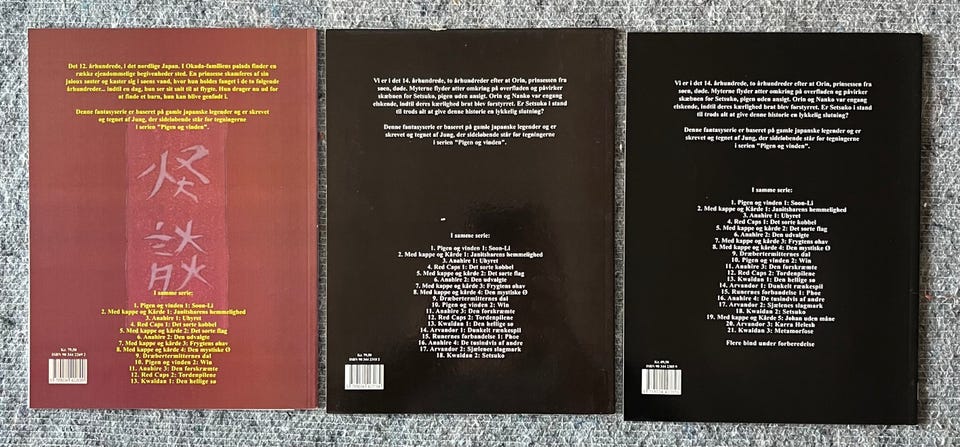 Det 12. århundrede, i det nordlige Japan. I Okada-familiens palads finder en
række ejendommelige begivenheder sted. En prinsesse skamferes af sin
jaloux søster og kaster sig i søens vand, hvor hun holdes fanget i de to følgende
århundreder... indtil en dag, hun ser sit snit til at flygte. Hun drager nu ud for
at finde et barn, hun kan blive genfødt i.
Denne fantasyserie er baseret på gamle japanske legender og er skrevet
og tegnet af Jung, der sideløbende står for tegningerne
i serien "Pigen og vinden".
怪
談
I samme serie:
1. Pigen og vinden 1: Soon-Li
2. Med kappe og Kårde 1: Janitsharens hemmelighed
3. Anahire 1: Uhyret
4. Red Caps 1: Det sorte kobbel
5. Med kappe og kårde 2: Det sorte flag
6. Anahire 2: Den udvalgte
7. Med kappe og kårde 3: Frygtens øhav
8. Med kappe og kårde 4: Den mystiske Ø
9. Dræbertermitternes dal
10. Pigen og vinden 2: Win
11. Anahire 3: Den forskræmte
12. Red Caps 2: Tordenpilene
13. Kwaidan 1: Den hellige sø
Kr. 79,50
Vi er i det 14. århundrede, to århundreder efter at Orin, prinsessen fra
søen, døde. Myterne flyder atter omkring på overfladen og påvirker
skæbnen for Setsuko, pigen uden ansigt. Orin og Nanko var engang
elskende, indtil deres kærlighed brat blev forstyrret. Er Setsuko i stand
til trods alt at give denne historie en lykkelig slutning?
Denne fantasyserie er baseret på gamle japanske legender og er
skrevet og tegnet af Jung, der sideløbende står for tegningerne
i serien "Pigen og vinden".
I samme serie:
1. Pigen og vinden 1: Soon-Li
2. Med kappe og Kårde 1: Janitsharens hemmelighed
3. Anahire 1: Uhyret
4. Red Caps 1: Det sorte kobbel
5. Med kappe og kårde 2: Det sorte flag
6. Anahire 2: Den udvalgte
7. Med kappe og kårde 3: Frygtens øhav
8. Med kappe og kårde 4: Den mystiske Ø
9. Dræbertermitternes dal
10. Pigen og vinden 2: Win
11. Anahire 3: Den forskræmte
12. Red Caps 2: Tordenpilene
13. Kwaidan 1: Den hellige sø
14. Arvandor 1: Dunkelt rænkespil
15. Runernes forbandelse 1: Phoe
16. Anahire 4: De tusindvis af andre
17. Arvandor 2: Sjælenes slagmark
18. Kwaidan 2: Setsuko
Kr. 79,50
Vi er i det 14. århundrede, to århundreder efter at Orin, prinsessen fra
søen, døde. Myterne flyder atter omkring på overfladen og påvirker
skæbnen for Setsuko, pigen uden ansigt. Orin og Nanko var engang
elskende, indtil deres kærlighed brat blev forstyrret. Er Setsuko i stand
til trods alt at give denne historie en lykkelig slutning?
Denne fantasyserie er baseret på gamle japanske legender og er
skrevet og tegnet af Jung, der sideløbende står for tegningerne
i serien "Pigen og vinden".
I samme serie:
1. Pigen og vinden 1: Soon-Li
2. Med kappe og Kårde 1: Janitsharens hemmelighed
3. Anahire 1: Uhyret
4. Red Caps 1: Det sorte kobbel
5. Med kappe og kårde 2: Det sorte flag
6. Anahire 2: Den udvalgte
7. Med kappe og kårde 3: Frygtens øhav
8. Med kappe og kårde 4: Den mystiske Ø
9. Dræbertermitternes dal
10. Pigen og vinden 2: Win
11. Anahire 3: Den forskræmte
12. Red Caps 2: Tordenpilene
13. Kwaidan 1: Den hellige sø
14. Arvandor 1: Dunkelt rænkespil
15. Runernes forbandelse 1: Phoe
16. Anahire 4: De tusindvis af andre
17. Arvandor 2: Sjælenes slagmark
18. Kwaidan 2: Setsuko
19. Med kappe og kårde 5: Johan uden måne
20. Arvandor 3: Karra Helesh
21. Kwaidan 3: Metamorfose
Flere bind under forberedelse
Kr. 89,50